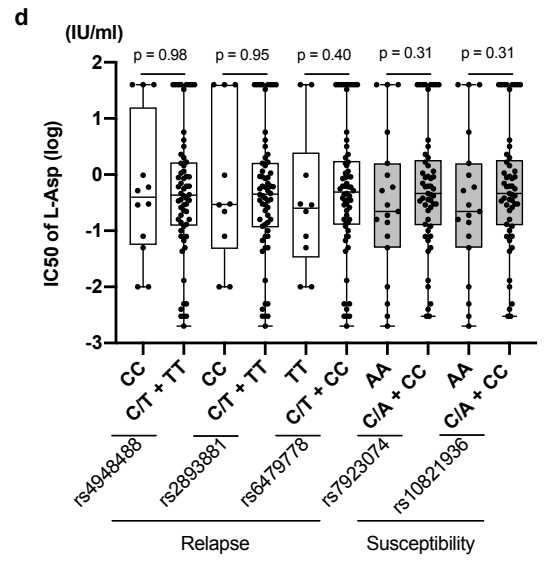 d
(IU/ml)
p = 0.98 p = 0.95 p = 0.40 p = 0.31 p = 0.31
IC50 of L-Asp (log)
2
1
0
-1
-2
-3
CC C/T + TT CC C/T + TT TT C/T + CC AA C/A + CC AA C/A + CC
rs4948488 rs2893881 rs6479778 rs7923074 rs10821936
Relapse Susceptibility